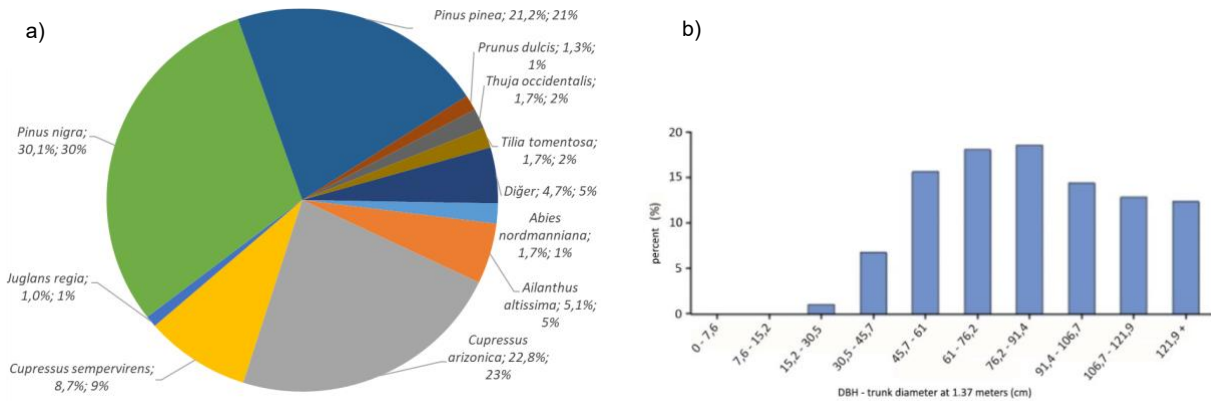 a)
Pinus pinea; 21,2%; 21%
Prunus dulcis; 1,3%;
1%
Thuja occidentalis;
1,7%; 2%
Tilia tomentosa;
1,7%; 2%
Diğer; 4,7%; 5%
Abies
nordmanniana;
1,7%; 1%
Ailanthus
altissima; 5,1%;
5%
Cupressus
arizonica; 22,8%;
23%
Cupressus sempervirens;
8,7%; 9%
Juglans regia;
1,0%; 1%
Pinus nigra;
30,1%; 30%
b)
percent (%)
20
15
10
5
0
0 - 7,6
7,6 - 15,2
15,2 - 30,5
30,5 - 45,7
45,7 - 61
61 - 76,2
76,2 - 91,4
91,4 - 106,7
106,7 - 121,9
121,9 +
DBH - trunk diameter at 1.37 meters (cm)